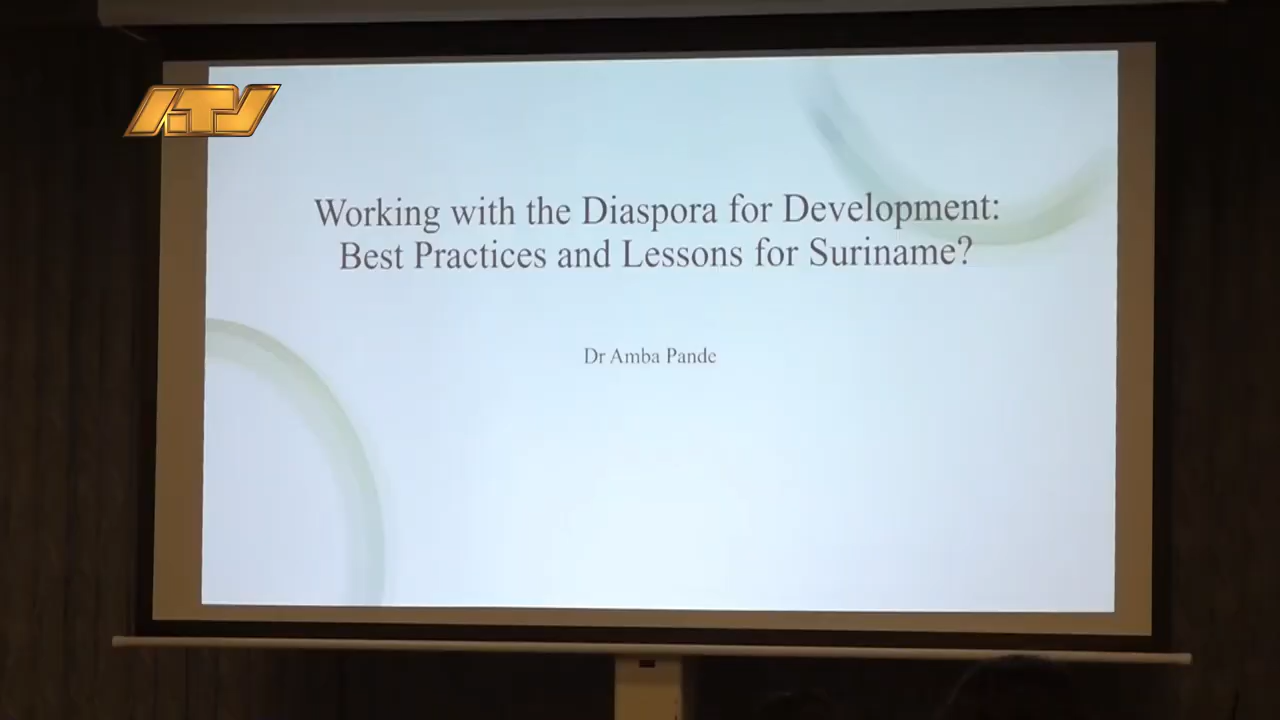 ATV
Working with the Diaspora for Development:
Best Practices and Lessons for Suriname?
Dr Amba Pande